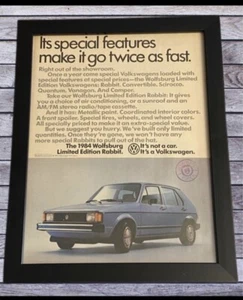 Its special features
make it go twice as fast.
Right out of the showroom.
Once a year come special Volkswagens loaded with
special features at special prices—the Wolfsburg Limited
Edition Volkswagens: Rabbit, Convertible, Scirocco,
Quantum, Vanagon, And Camper.
Take our Wolfsburg Limited Edition Rabbit: It gives
you a choice of air conditioning, or a sunroof and an
AM/FM stereo radio/tape cassette.
And it has: Metallic paint. Coordinated interior colors.
A front spoiler. Special tires, wheels, and wheel covers.
All specially priced to make it an extra-special value.
But we suggest you hurry. We've built only limited
quantities. Once they're gone, we won't have any
more special Rabbits to pull out of the hat.
The 1984 Wolfsburg
Limited Edition Rabbit.
It's not a car.
It's a Volkswagen.